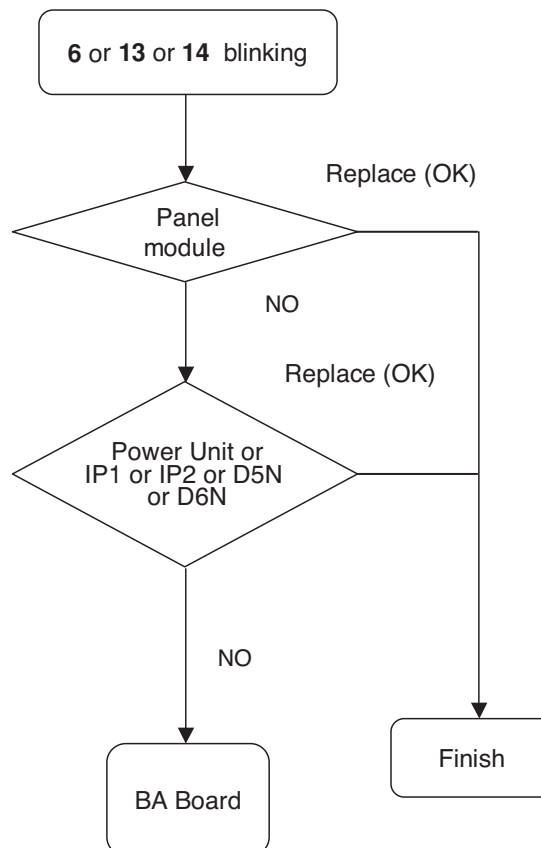 6 or 13 or 14 blinking
Replace (OK)
Panel
module
NO
Replace (OK)
Power Unit or
IP1 or IP2 or D5N
or D6N
NO
Finish
BA Board